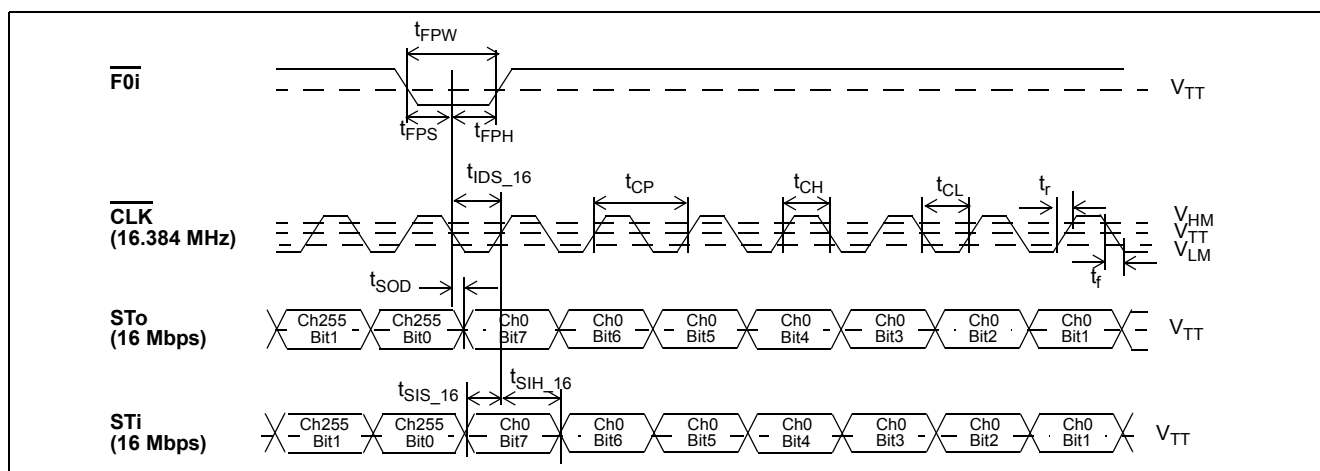 tFPW
F0i
VTT
tFPS
tFPH
tIDS_16
tCP
tCH
tCL
tr
CLK
(16.384 MHz)
VHM
VTT
VLM
tf
tSOD
STo
(16 Mbps)
Ch255
Bit1
Ch255
Bit0
Ch0
Bit7
Ch0
Bit6
Ch0
Bit5
Ch0
Bit4
Ch0
Bit3
Ch0
Bit2
Ch0
Bit1
VTT
tSIS_16
tSIH_16
STi
(16 Mbps)
Ch255
Bit1
Ch255
Bit0
Ch0
Bit7
Ch0
Bit6
Ch0
Bit5
Ch0
Bit4
Ch0
Bit3
Ch0
Bit2
Ch0
Bit1
VTT